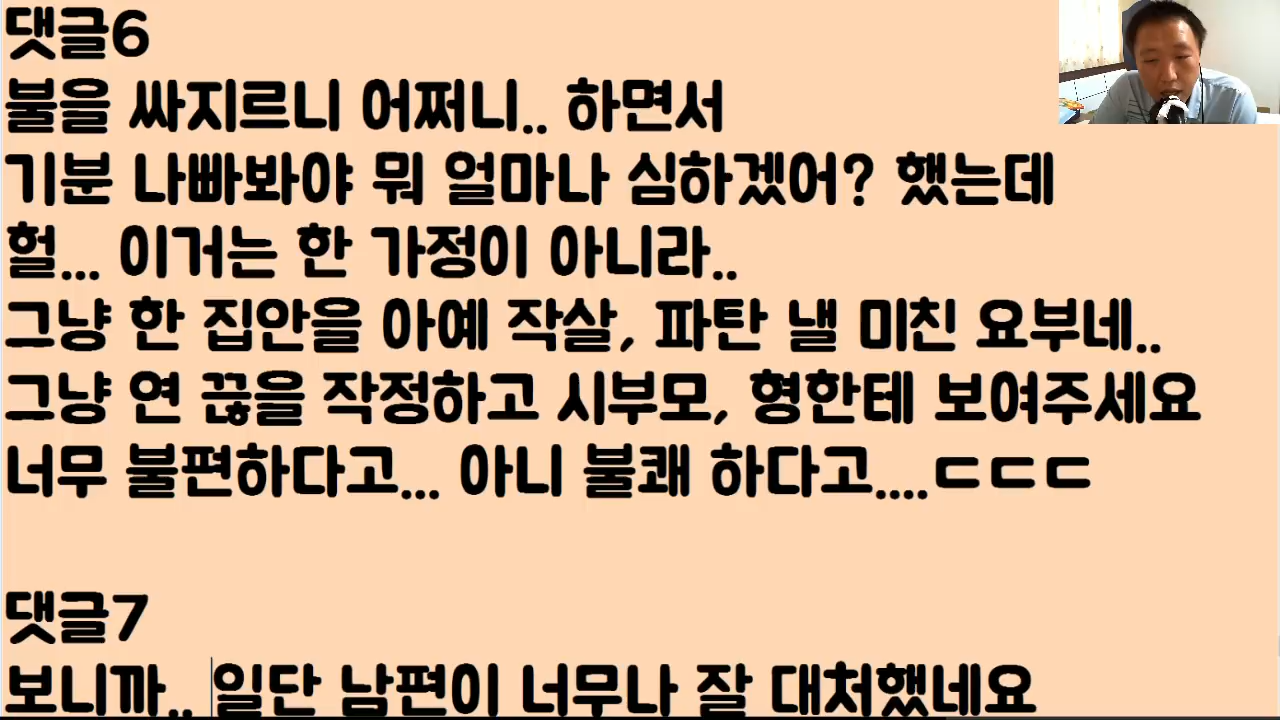 댓글6
불을 싸지르니 어쩌니.. 하면서
기분 나빠봐야 뭐 얼마나 심하겠어? 했는데
헐... 이거는 한 가정이 아니라..
그냥 한 집안을 아예 작살, 파탄 낼 미친 요부네..
그냥 연 끊을 작정하고 시부모, 형한테 보여주세요
너무 불편하다고... 아니 불쾌 하다고....ㄷㄷㄷ
댓글7
보니까.. 일단 남편이 너무나 잘 대처했네요